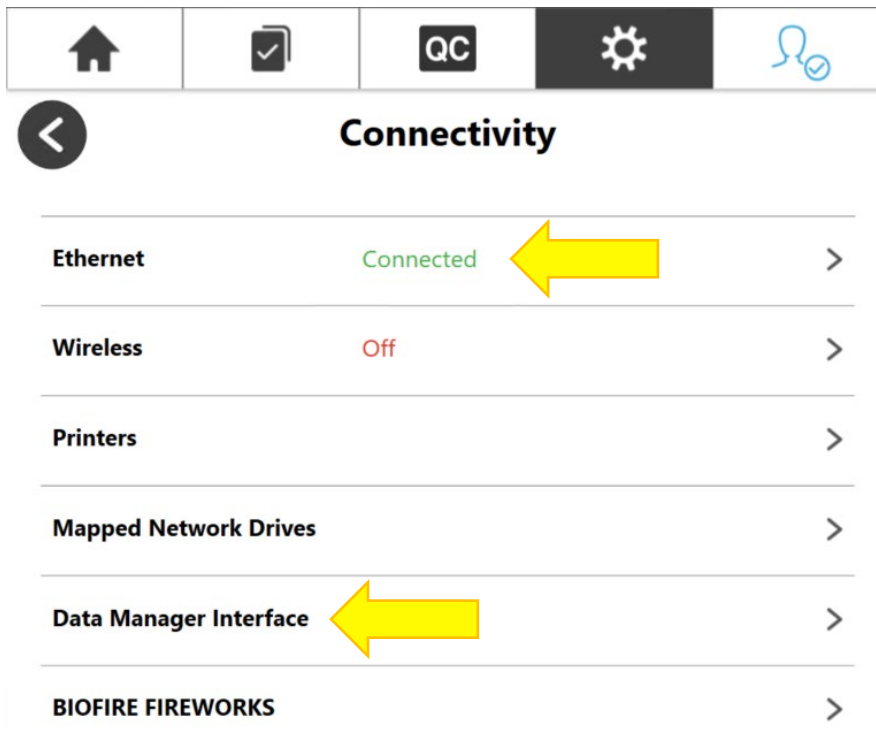 QC
Connectivity
Ethernet Connected
Wireless Off
Printers
Mapped Network Drives
Data Manager Interface
BIOFIRE FIREWORKS